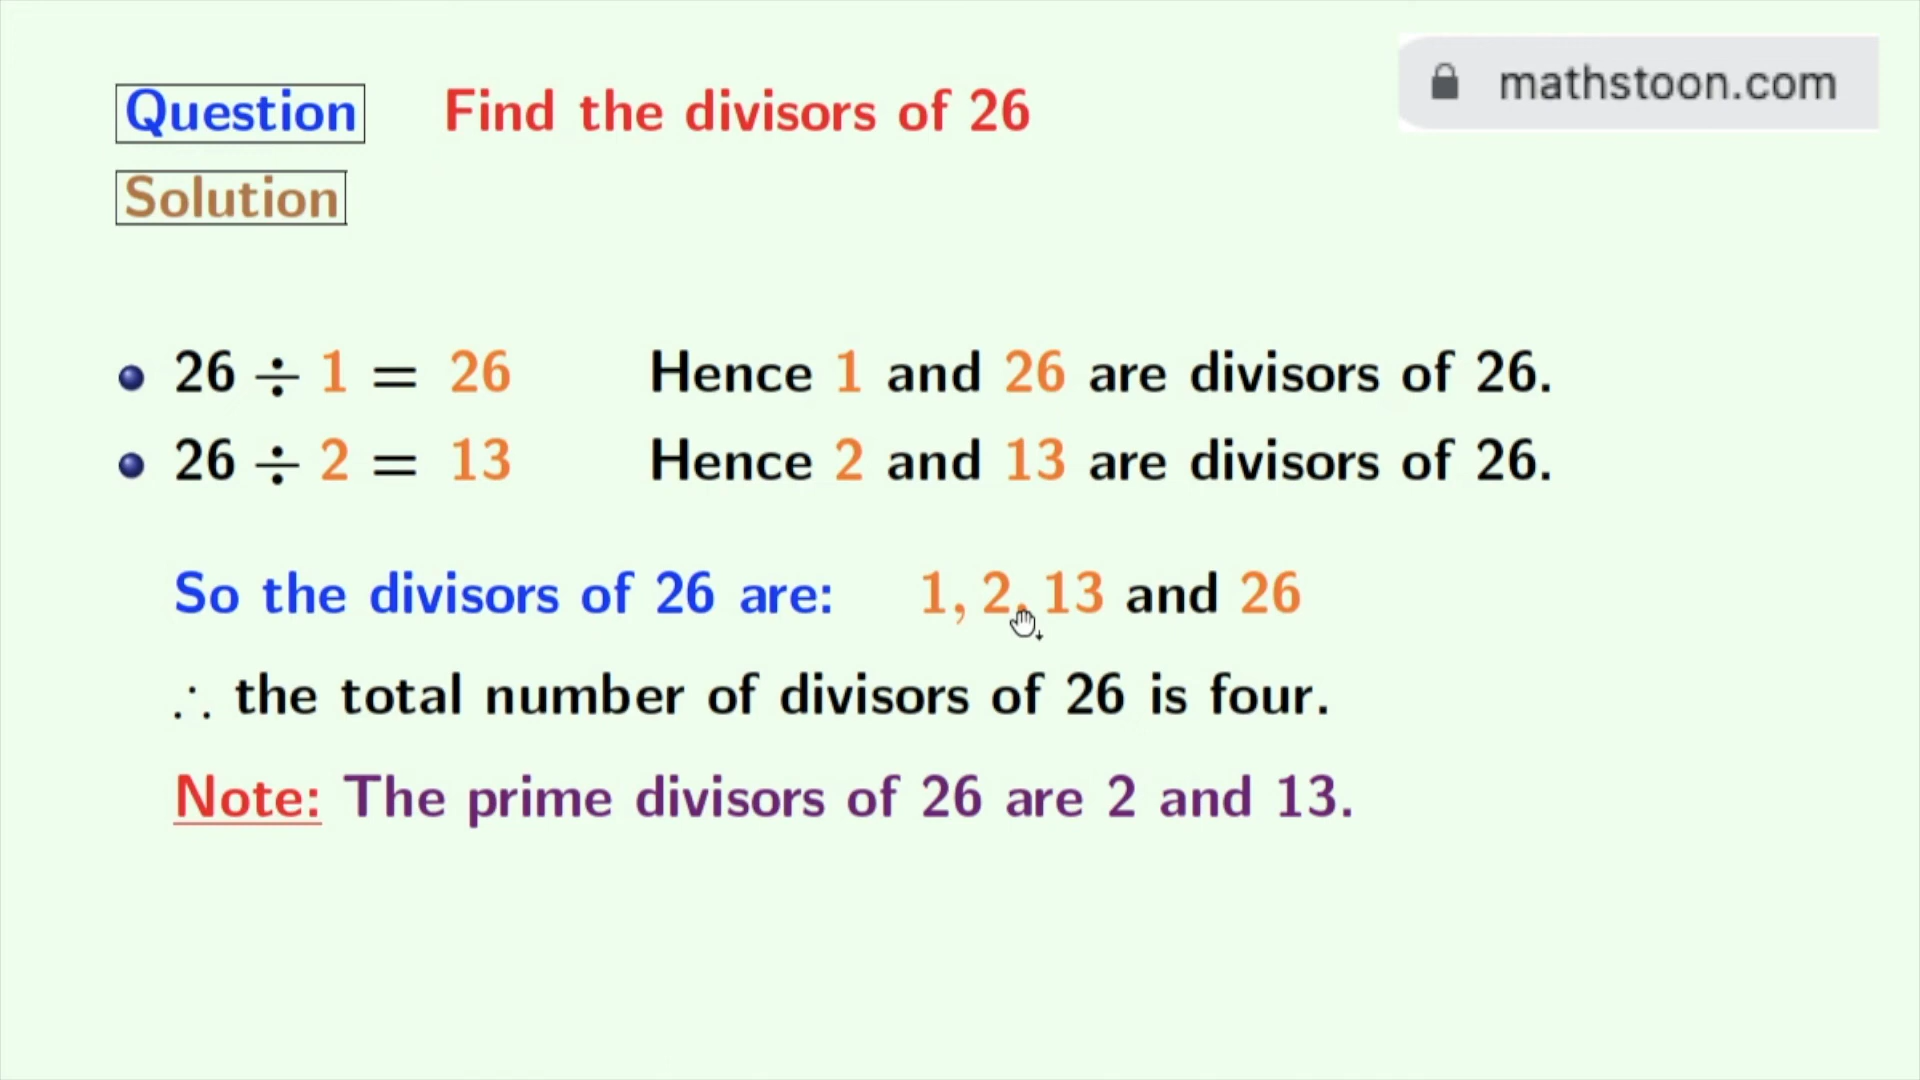 Question Find the divisors of 26
mathstoon.com
Solution
26 ÷ 1 = 26 Hence 1 and 26 are divisors of 26.
26 ÷ 2 = 13 Hence 2 and 13 are divisors of 26.
So the divisors of 26 are: 1, 2, 13 and 26
∴ the total number of divisors of 26 is four.
Note: The prime divisors of 26 are 2 and 13.